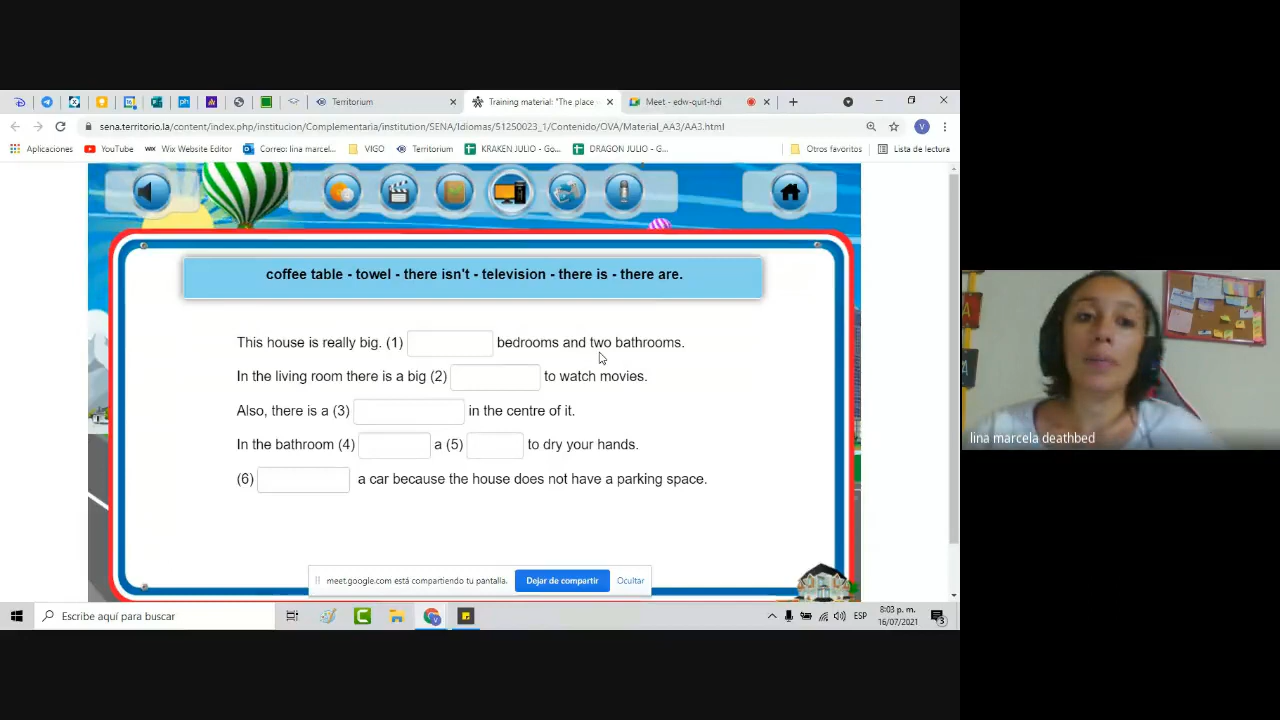 Territorium
Training material: "The place
Meet - edw-quit-hdi
sena.territorio.la/content/index.php/institucion/Complementaria/institution/SENA/Idiomas/51250023_1/Contenido/OVA/Material_AA3/AA3.html
Aplicaciones
YouTube
WIX Wix Website Editor
Correo: lina marcel...
VIGO
Territorium
KRAKEN JULIO - Go...
DRAGON JULIO - G...
Otros favoritos
Lista de lectura
coffee table - towel - there isn't - television - there is - there are.
This house is really big. (1) bedrooms and two bathrooms.
In the living room there is a big (2) to watch movies.
Also, there is a (3) in the centre of it.
In the bathroom (4) a (5) to dry your hands.
(6) a car because the house does not have a parking space.
meet.google.com está compartiendo tu pantalla.
Dejar de compartir
Ocultar
lina marcela deathbed
Escribe aquí para buscar
ESP
8:03 p. m.
16/07/2021
3